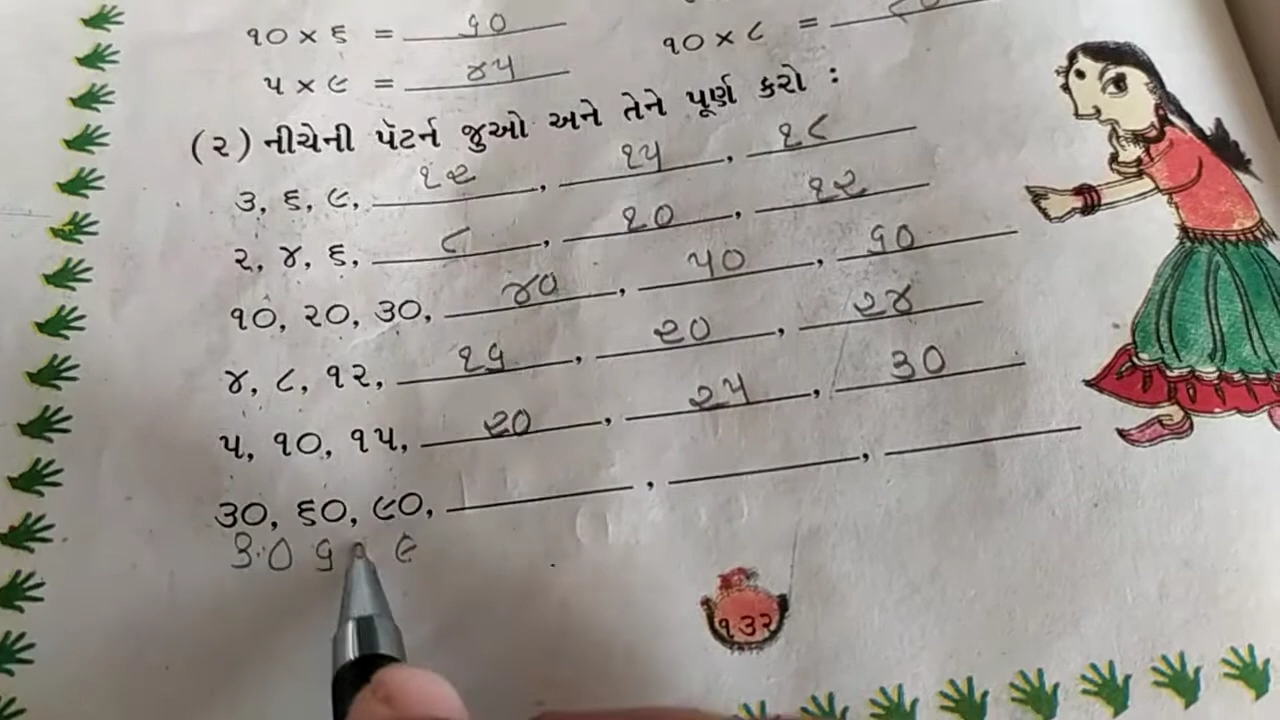 ૧૦ × ૬ = ૬૦
૧૦ × ૮ =
૫ × ૯ = ૪૫
(૨) નીચેની પૅટર્ન જુઓ અને તેને પૂર્ણ કરો :
૩, ૬, ૯, ૧૨, ૧૫, ૧૮
૨, ૪, ૬, ૮, ૧૦, ૧૨
૧૦, ૨૦, ૩૦, ૪૦, ૫૦, ૬૦
૪, ૮, ૧૨, ૧૬, ૨૦, ૨૪
૫, ૧૦, ૧૫, ૨૦, ૨૫, ૩૦
૩૦, ૬૦, ૯૦,
૩૦ ૬૦ ૯
૧૩૨